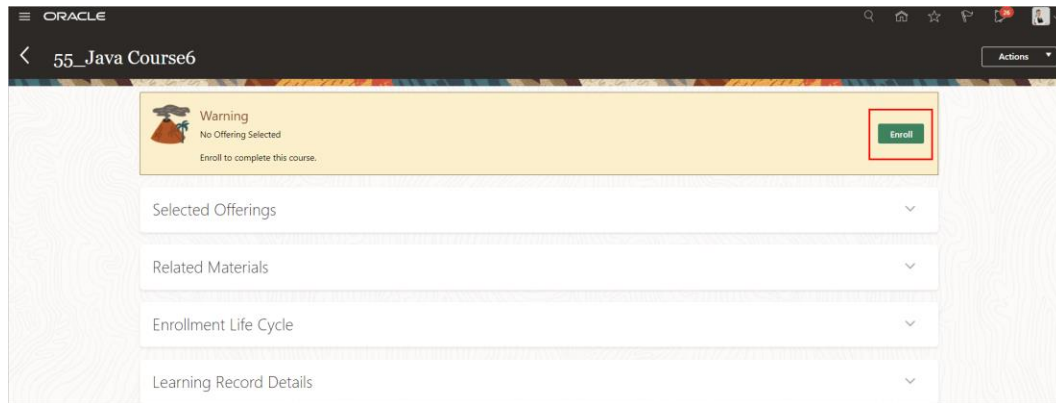 ORACLE
26
55_Java Course6
Actions
Warning
No Offering Selected
Enroll to complete this course.
Enroll
Selected Offerings
Related Materials
Enrollment Life Cycle
Learning Record Details